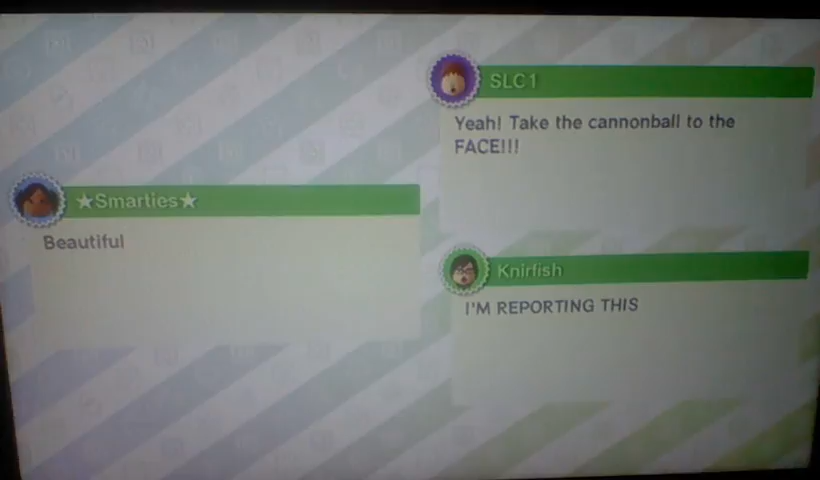 SLC1
Yeah! Take the cannonball to the
FACE!!!
★Smarties★
Beautiful
Knirfish
I'M REPORTING THIS